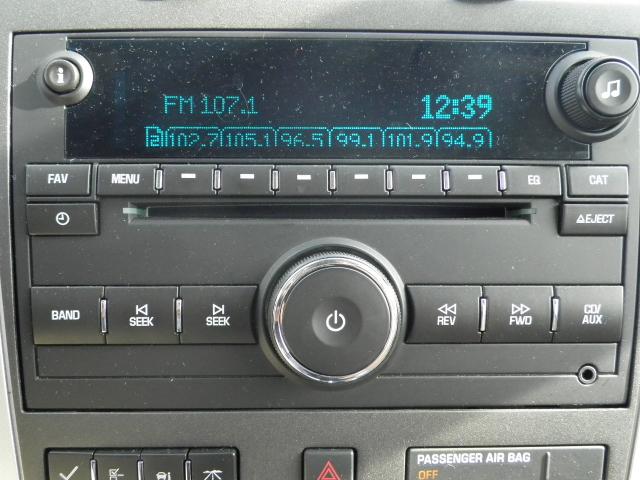 i
FM 107.1
12:39
2 102.7 105.1 96.5 99.1 101.9 94.9
FAV MENU EQ CAT
EJECT
BAND SEEK SEEK REV FWD CD/
AUX
PASSENGER AIR BAG
OFF